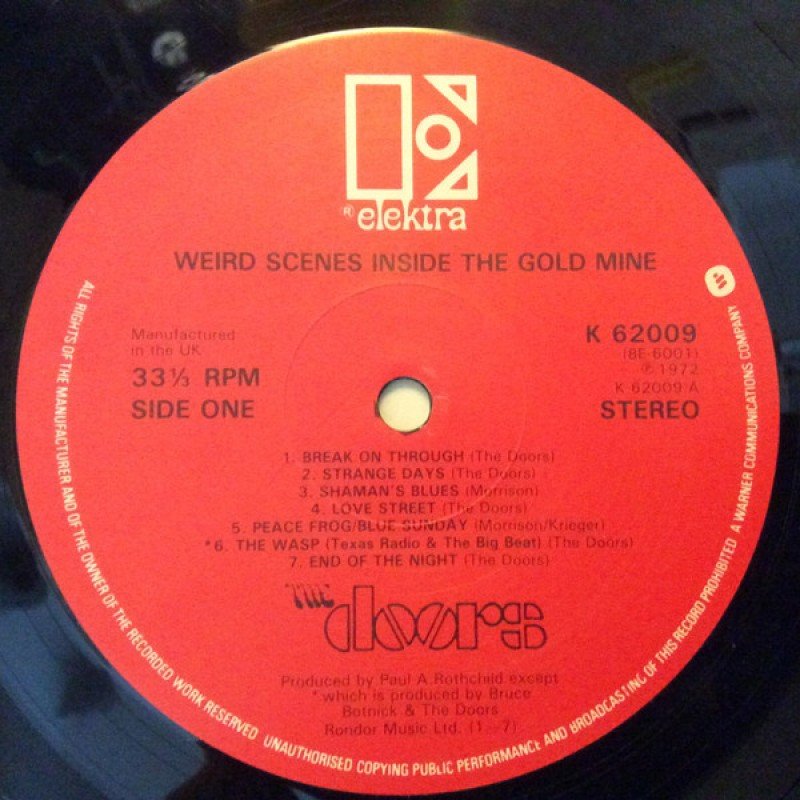 ® elektra
WEIRD SCENES INSIDE THE GOLD MINE
Manufactured
in the UK
33⅓ RPM
SIDE ONE
K 62009
(8E-6001)
℗ 1972
K 62009 A
STEREO
1. BREAK ON THROUGH (The Doors)
2. STRANGE DAYS (The Doors)
3. SHAMAN'S BLUES (Morrison)
4. LOVE STREET (The Doors)
5. PEACE FROG/BLUE SUNDAY (Morrison/Krieger)
*6. THE WASP (Texas Radio & The Big Beat) (The Doors)
7. END OF THE NIGHT (The Doors)
THE
doors
Produced by Paul A Rothchild except
* which is produced by Bruce
Botnick & The Doors
Rondor Music Ltd. (1–7)
ALL RIGHTS OF THE MANUFACTURER AND OF THE OWNER OF THE RECORDED WORK RESERVED UNAUTHORISED COPYING PUBLIC PERFORMANCE AND BROADCASTING OF THIS RECORD PROHIBITED A WARNER COMMUNICATIONS COMPANY